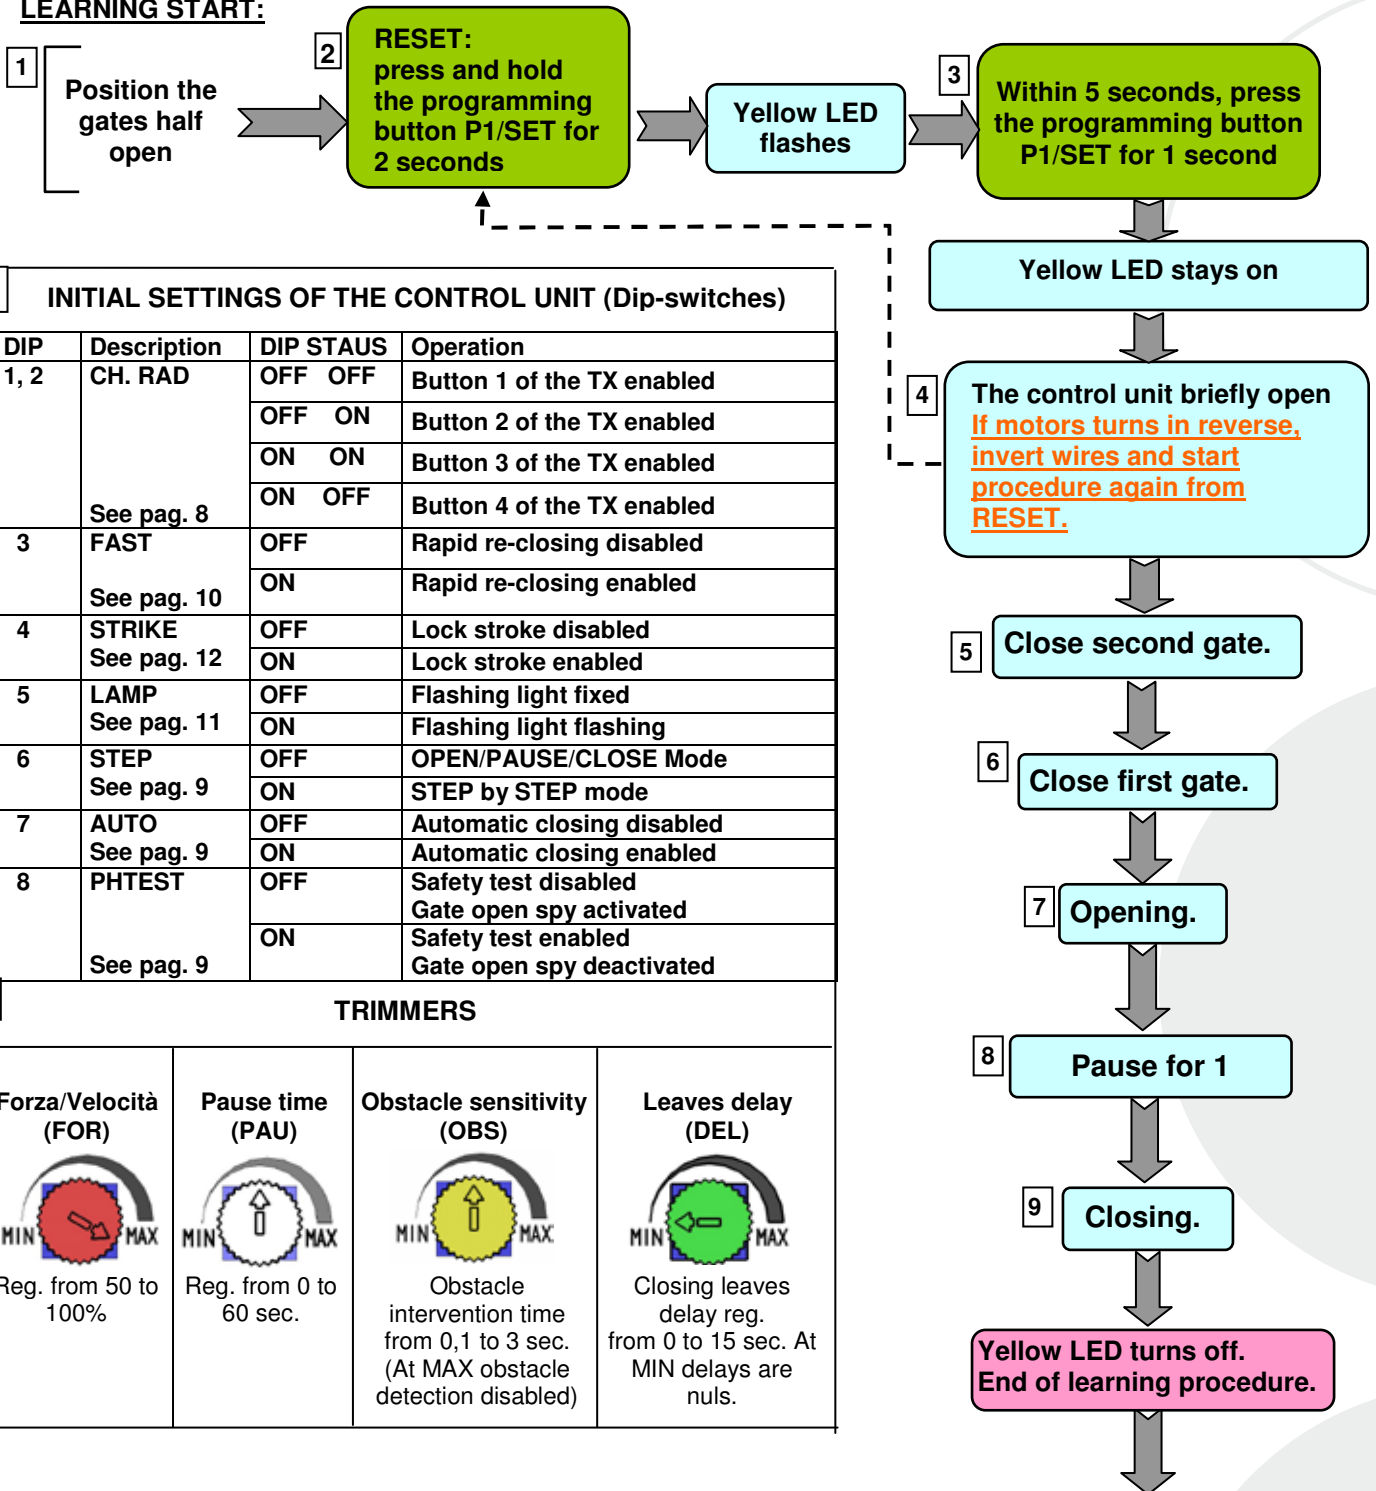 LEARNING START:
1
Position the
gates half
open
2
RESET:
press and hold
the programming
button P1/SET for
2 seconds
Yellow LED
flashes
3
Within 5 seconds, press
the programming button
P1/SET for 1 second
Yellow LED stays on
4
The control unit briefly open
If motors turns in reverse,
invert wires and start
procedure again from
RESET.
5
Close second gate.
6
Close first gate.
7
Opening.
8
Pause for 1
9
Closing.
Yellow LED turns off.
End of learning procedure.
INITIAL SETTINGS OF THE CONTROL UNIT (Dip-switches)
DIP Description DIP STAUS Operation
1, 2 CH. RAD OFF OFF Button 1 of the TX enabled
OFF ON Button 2 of the TX enabled
ON ON Button 3 of the TX enabled
See pag. 8 ON OFF Button 4 of the TX enabled
3 FAST OFF Rapid re-closing disabled
See pag. 10 ON Rapid re-closing enabled
4 STRIKE OFF Lock stroke disabled
See pag. 12 ON Lock stroke enabled
5 LAMP OFF Flashing light fixed
See pag. 11 ON Flashing light flashing
6 STEP OFF OPEN/PAUSE/CLOSE Mode
See pag. 9 ON STEP by STEP mode
7 AUTO OFF Automatic closing disabled
See pag. 9 ON Automatic closing enabled
8 PHTEST OFF Safety test disabled
Gate open spy activated
ON Safety test enabled
See pag. 9 Gate open spy deactivated
TRIMMERS
Forza/Velocità
(FOR)
MIN MAX
Reg. from 50 to
100%
Pause time
(PAU)
MIN MAX
Reg. from 0 to
60 sec.
Obstacle sensitivity
(OBS)
MIN MAX
Obstacle
intervention time
from 0,1 to 3 sec.
(At MAX obstacle
detection disabled)
Leaves delay
(DEL)
MIN MAX
Closing leaves
delay reg.
from 0 to 15 sec. At
MIN delays are
nuls.